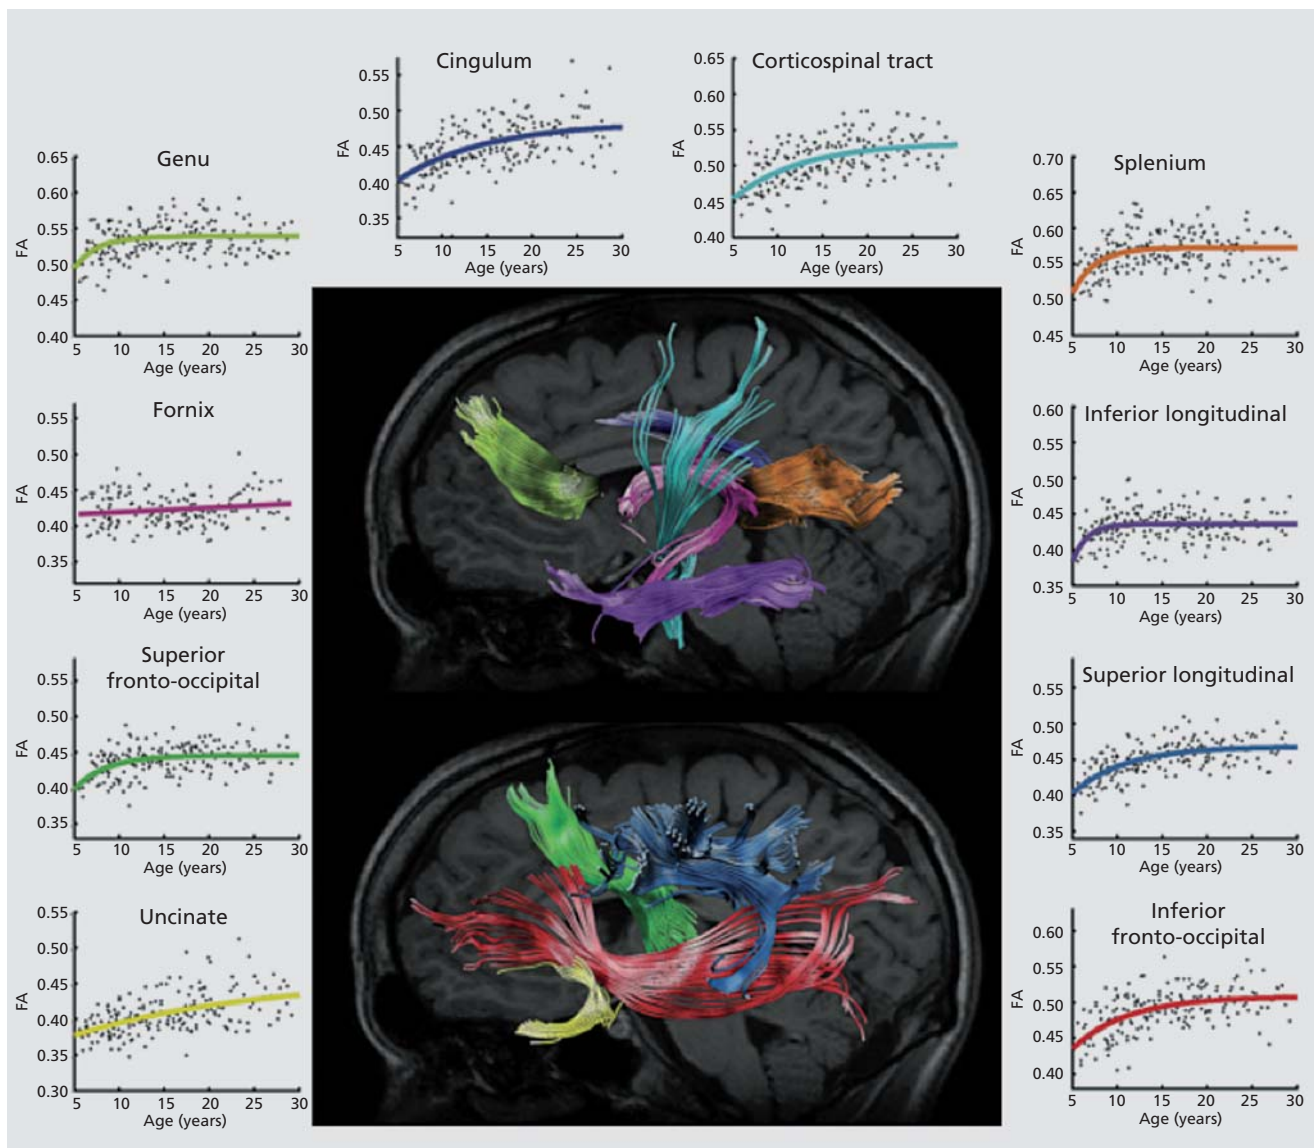 Cingulum
FA
0.55
0.50
0.45
0.40
0.35
5 10 15 20 25 30
Age (years)
Corticospinal tract
FA
0.65
0.60
0.55
0.50
0.45
0.40
5 10 15 20 25 30
Age (years)
Genu
FA
0.65
0.60
0.55
0.50
0.45
0.40
5 10 15 20 25 30
Age (years)
Splenium
FA
0.70
0.65
0.60
0.55
0.50
0.45
5 10 15 20 25 30
Age (years)
Fornix
FA
0.55
0.50
0.45
0.40
0.35
5 10 15 20 25 30
Age (years)
Inferior longitudinal
FA
0.60
0.55
0.50
0.45
0.40
0.35
5 10 15 20 25 30
Age (years)
Superior
fronto-occipital
FA
0.55
0.50
0.45
0.40
0.35
5 10 15 20 25 30
Age (years)
Superior longitudinal
FA
0.55
0.50
0.45
0.40
0.35
5 10 15 20 25 30
Age (years)
Uncinate
FA
0.55
0.50
0.45
0.40
0.35
0.30
5 10 15 20 25 30
Age (years)
Inferior
fronto-occipital
FA
0.60
0.55
0.50
0.45
0.40
5 10 15 20 25 30
Age (years)